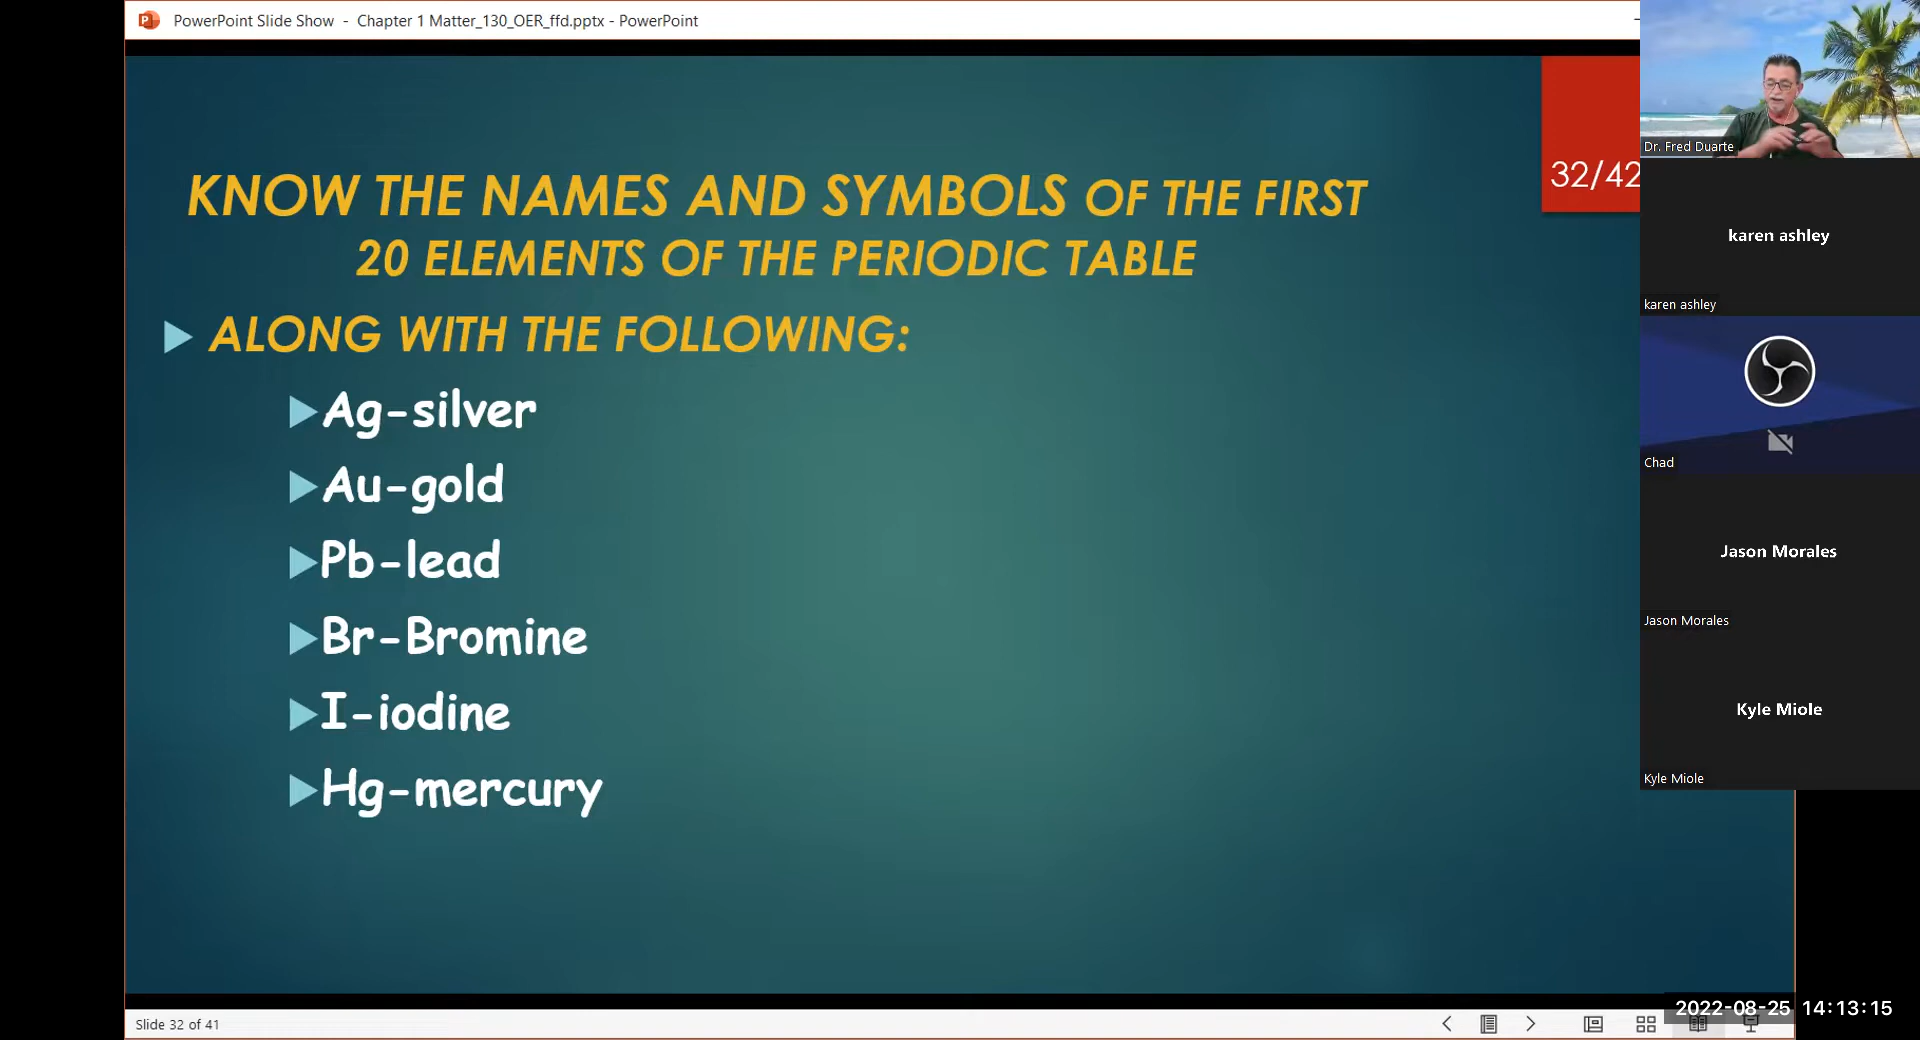 PowerPoint Slide Show - Chapter 1 Matter_130_OER_ffd.pptx - PowerPoint
32/42
KNOW THE NAMES AND SYMBOLS OF THE FIRST
20 ELEMENTS OF THE PERIODIC TABLE
ALONG WITH THE FOLLOWING:
Ag-silver
Au-gold
Pb-lead
Br-Bromine
I-iodine
Hg-mercury
Dr. Fred Duarte
karen ashley
karen ashley
Chad
Jason Morales
Jason Morales
Kyle Miole
Kyle Miole
2022-08-25 14:13:15
Slide 32 of 41